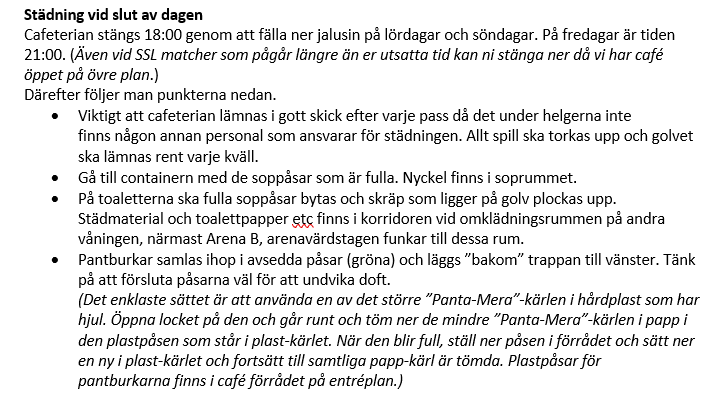 Städning vid slut av dagen
Cafeterian stängs 18:00 genom att fälla ner jalusin på lördagar och söndagar. På fredagar är tiden
21:00. (Även vid SSL matcher som pågår längre än er utsatta tid kan ni stänga ner då vi har café
öppet på övre plan.)
Därefter följer man punkterna nedan.
• Viktigt att cafeterian lämnas i gott skick efter varje pass då det under helgerna inte
finns någon annan personal som ansvarar för städningen. Allt spill ska torkas upp och golvet
ska lämnas rent varje kväll.
• Gå till containern med de soppåsar som är fulla. Nyckel finns i soprummet.
• På toaletterna ska fulla soppåsar bytas och skräp som ligger på golv plockas upp.
Städmaterial och toalettpapper etc finns i korridoren vid omklädningsrummen på andra
våningen, närmast Arena B, arenavärdstagen funkar till dessa rum.
• Pantburkar samlas ihop i avsedda påsar (gröna) och läggs ”bakom” trappan till vänster. Tänk
på att försluta påsarna väl för att undvika doft.
(Det enklaste sättet är att använda en av det större ”Panta-Mera”-kärlen i hårdplast som har
hjul. Öppna locket på den och går runt och töm ner de mindre ”Panta-Mera”-kärlen i papp i
den plastpåsen som står i plast-kärlet. När den blir full, ställ ner påsen i förrådet och sätt ner
en ny i plast-kärlet och fortsätt till samtliga papp-kärl är tömda. Plastpåsar för
pantburkarna finns i café förrådet på entréplan.)